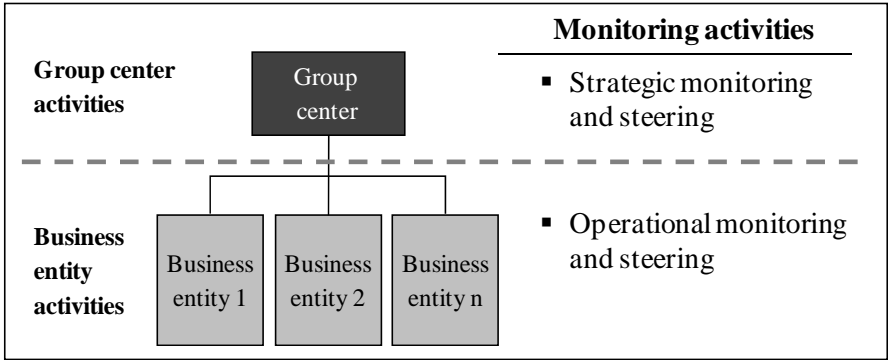 Monitoring activities
Group center
activities
Group
center
▪ Strategic monitoring
and steering
Business
entity
activities
Business
entity 1
Business
entity 2
Business
entity n
▪ Operational monitoring
and steering